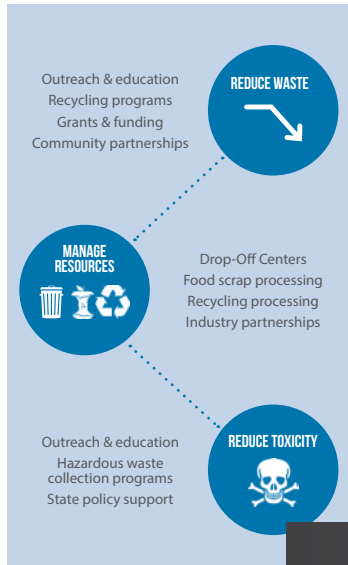 Outreach & education
Recycling programs
Grants & funding
Community partnerships
REDUCE WASTE
MANAGE
RESOURCES
Drop-Off Centers
Food scrap processing
Recycling processing
Industry partnerships
Outreach & education
Hazardous waste
collection programs
State policy support
REDUCE TOXICITY